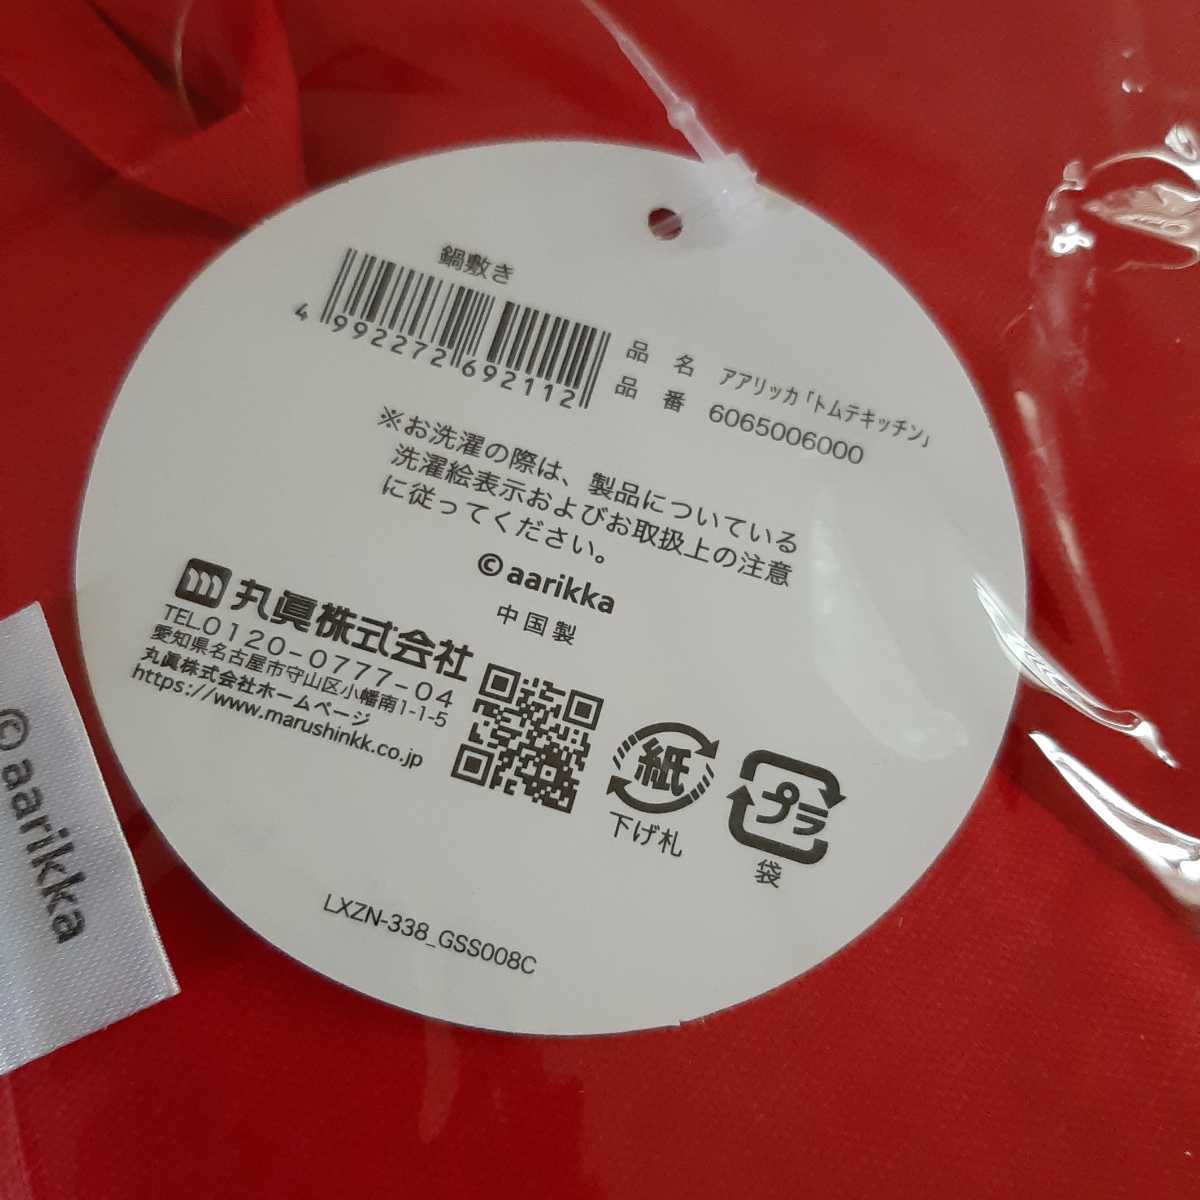 鍋敷き
4 992272 692112
品 名 アアリッカ「トムテキッチン」
品 番 6065006000
※お洗濯の際は、製品についている
洗濯絵表示およびお取扱上の注意
に従ってください。
© aarikka
中国製
丸眞株式会社
TEL.0120-0777-04
愛知県名古屋市守山区小幡南1-1-5
丸眞株式会社ホームページ
https://www.marushinkk.co.jp
紙
下げ札
プラ
袋
LXZN-338_GSS008C
© aarikka